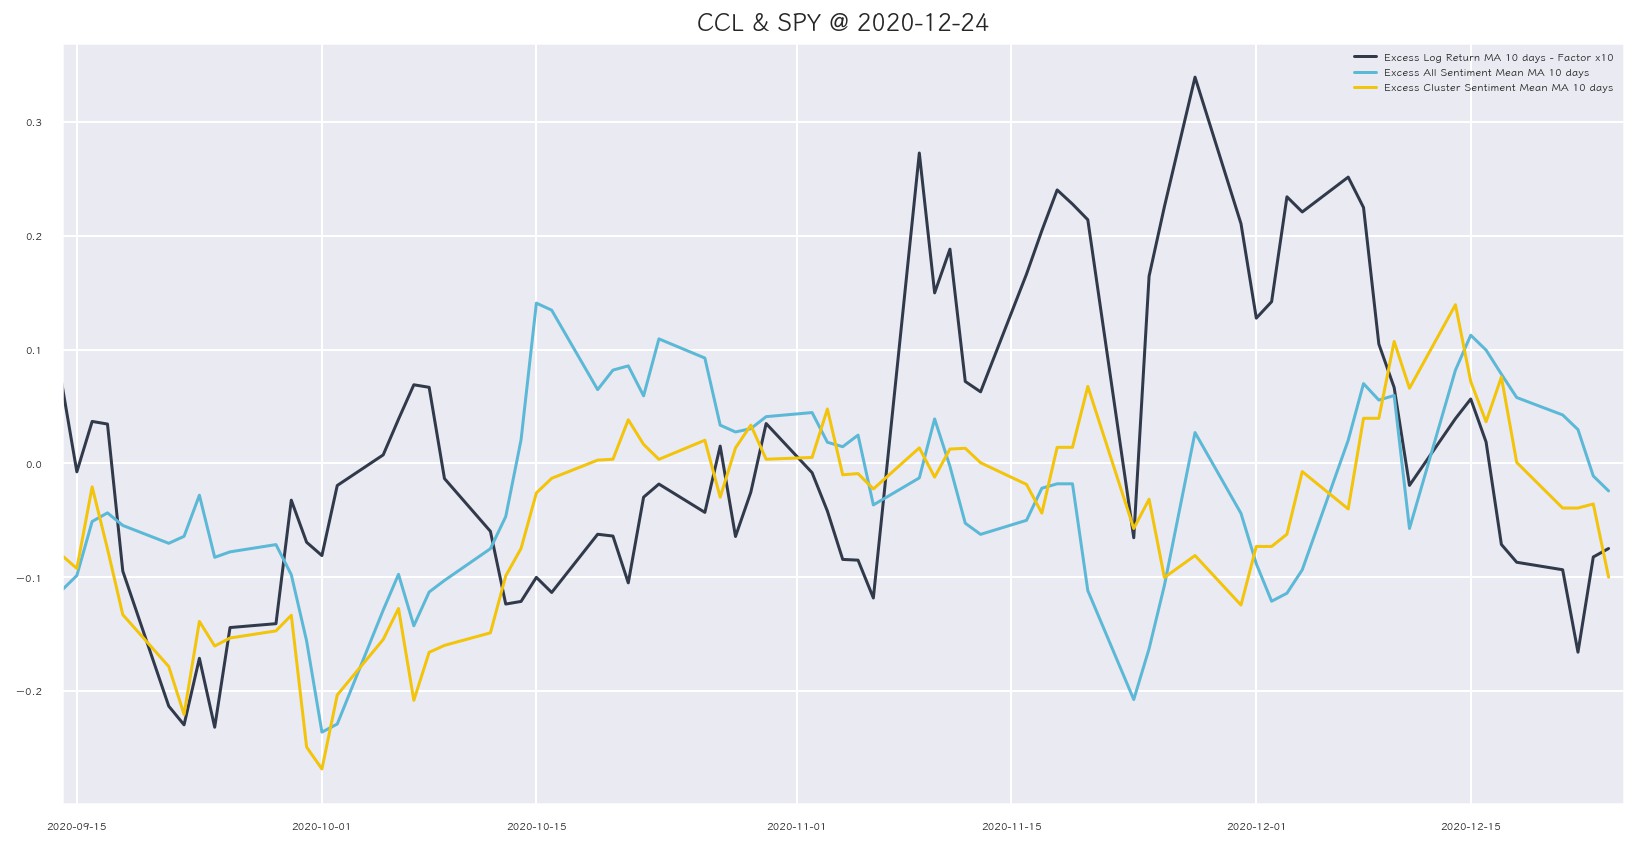 CCL & SPY @ 2020-12-24
Excess Log Return MA 10 days - Factor x10
Excess All Sentiment Mean MA 10 days
Excess Cluster Sentiment Mean MA 10 days
0.3
0.2
0.1
0.0
−0.1
−0.2
2020-09-15 2020-10-01 2020-10-15 2020-11-01 2020-11-15 2020-12-01 2020-12-15